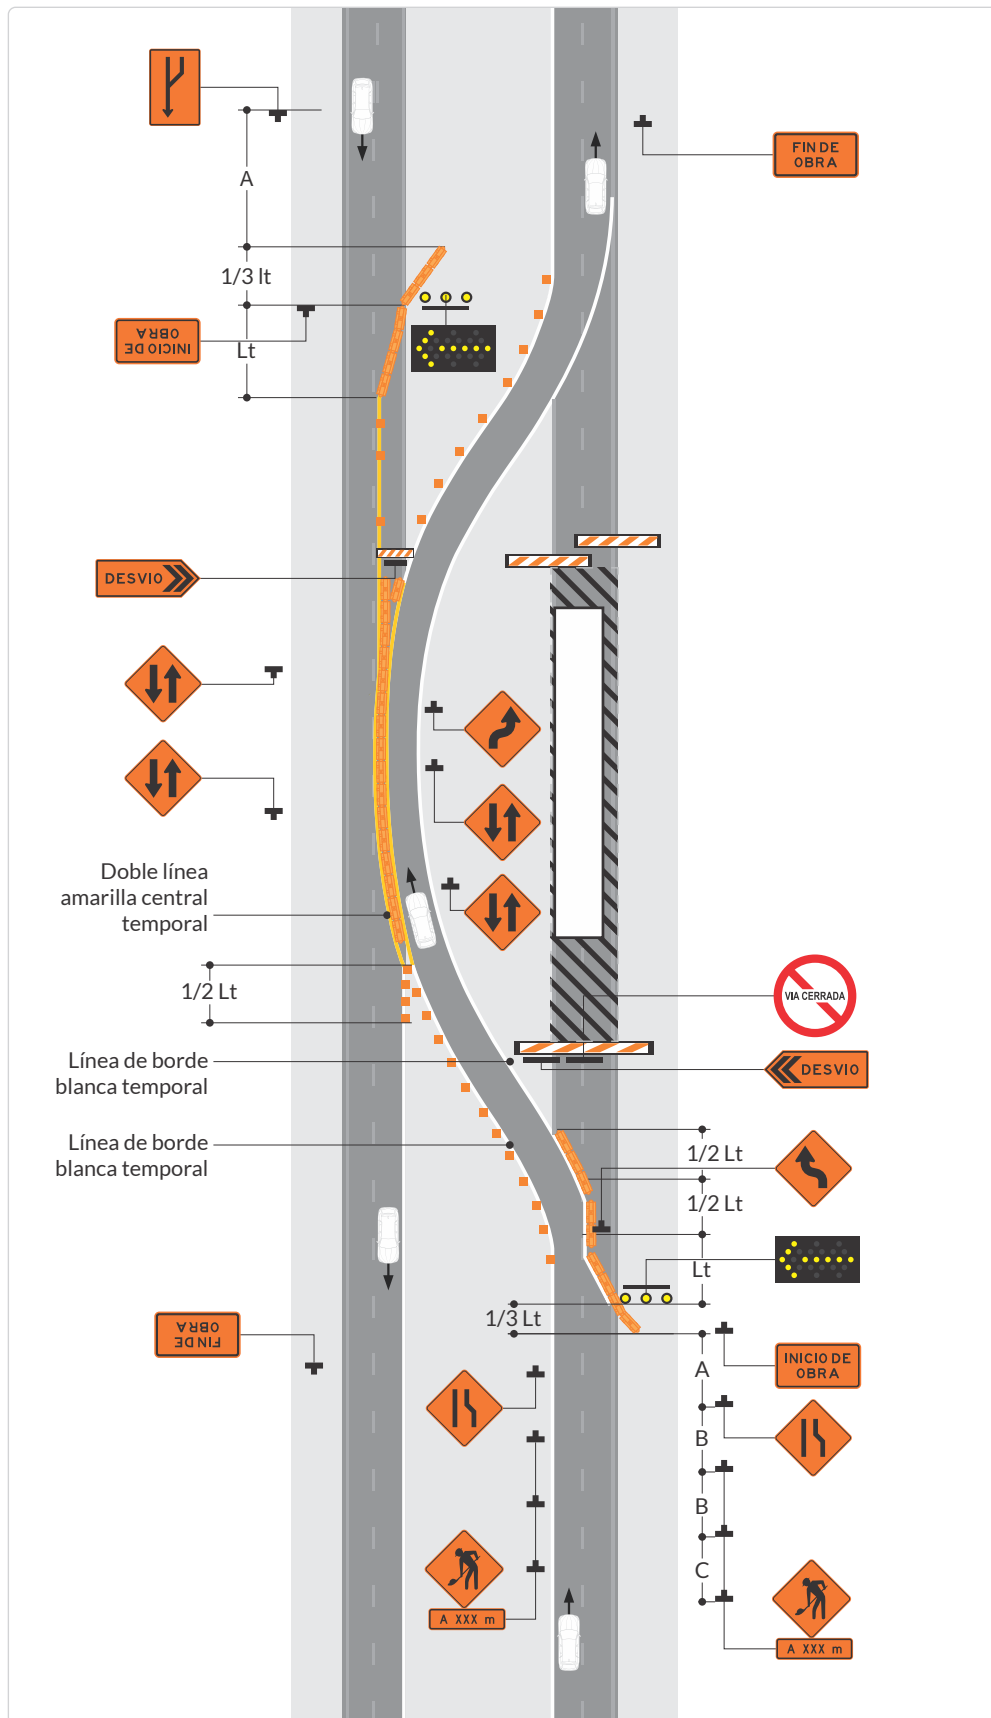 FIN DE
OBRA
A
1/3 lt
INICIO DE
OBRA
Lt
DESVIO
Doble línea
amarilla central
temporal
1/2 Lt
VIA CERRADA
Línea de borde
blanca temporal
DESVIO
Línea de borde
blanca temporal
1/2 Lt
1/2 Lt
Lt
1/3 Lt
FIN DE
OBRA
INICIO DE
OBRA
A
B
B
C
A XXX m
A XXX m